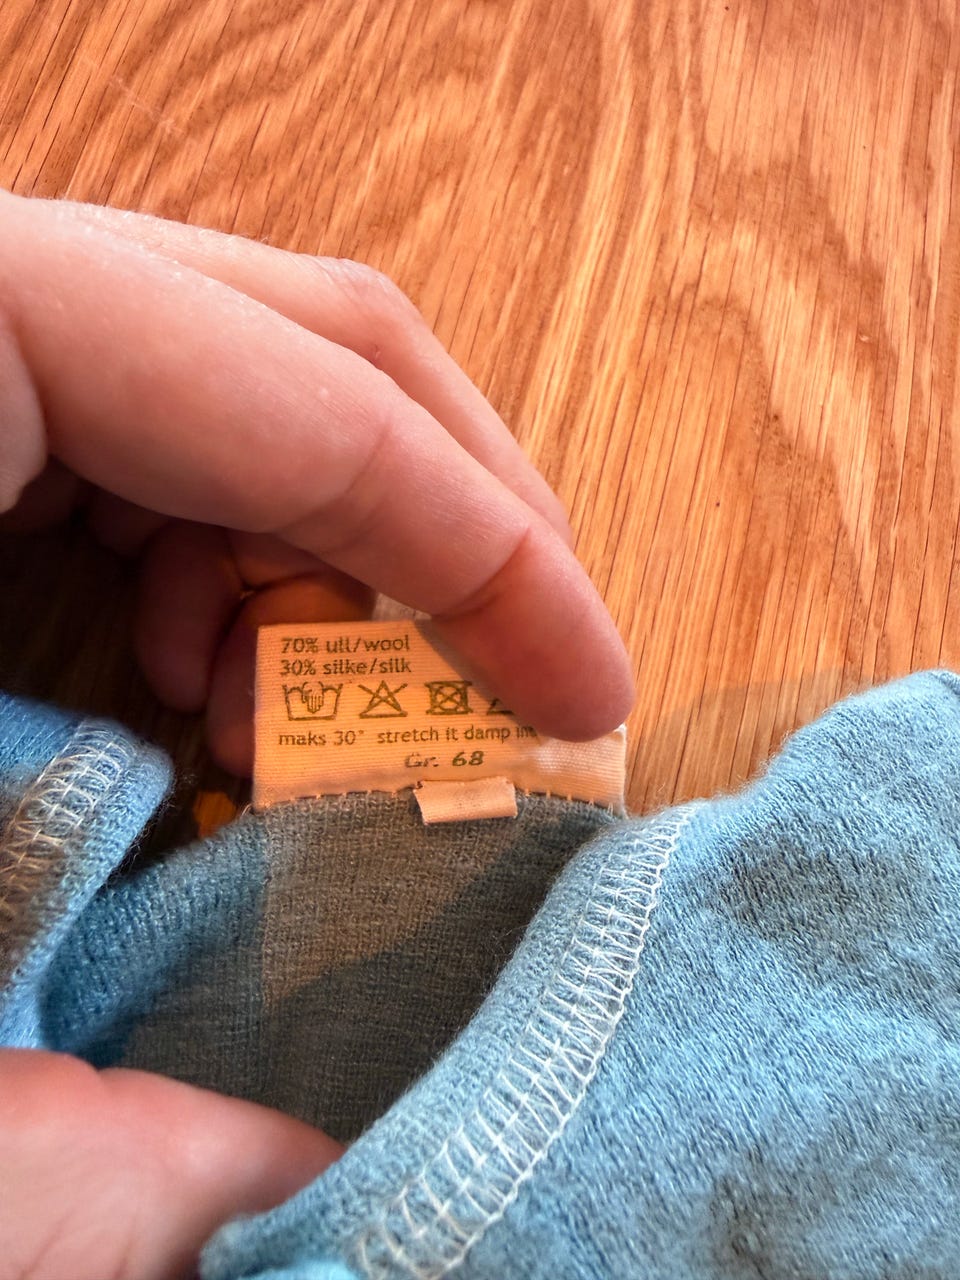 70% ull/wool
30% silke/silk
maks 30° stretch it damp
Gr. 68